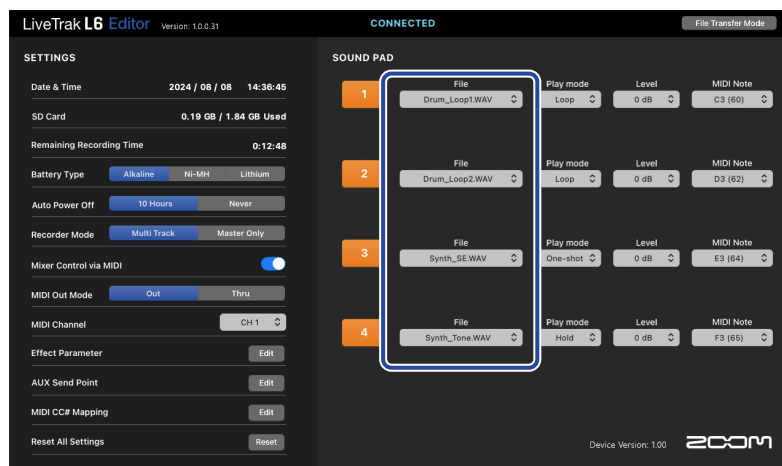 LiveTrak L6 Editor Version: 1.0.0.31
CONNECTED
File Transfer Mode
SETTINGS
Date & Time 2024 / 08 / 08 14:36:45
SD Card 0.19 GB / 1.84 GB Used
Remaining Recording Time 0:12:48
Battery Type Alkaline Ni-MH Lithium
Auto Power Off 10 Hours Never
Recorder Mode Multi Track Master Only
Mixer Control via MIDI
MIDI Out Mode Out Thru
MIDI Channel CH 1
Effect Parameter Edit
AUX Send Point Edit
MIDI CC# Mapping Edit
Reset All Settings Reset
SOUND PAD
File Play mode Level MIDI Note
1 Drum_Loop1.WAV Loop 0 dB C3 (60)
File Play mode Level MIDI Note
2 Drum_Loop2.WAV Loop 0 dB D3 (62)
File Play mode Level MIDI Note
3 Synth_SE.WAV One-shot 0 dB E3 (64)
File Play mode Level MIDI Note
4 Synth_Tone.WAV Hold 0 dB F3 (65)
Device Version: 1.00 ZOOM